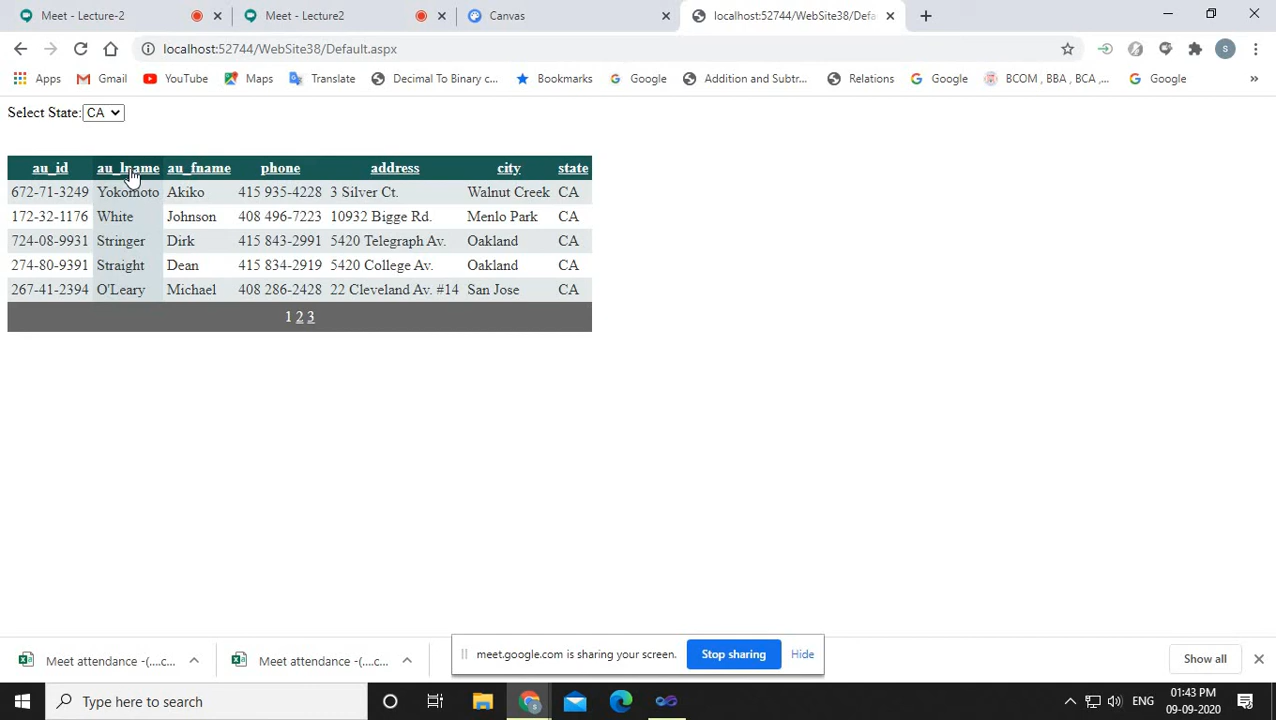 Meet - Lecture-2
Meet - Lecture2
Canvas
localhost:52744/WebSite38/Defau
localhost:52744/WebSite38/Default.aspx
Apps Gmail YouTube Maps Translate Decimal To Binary c... Bookmarks Google Addition and Subtr... Relations Google BCOM , BBA , BCA ,... Google »
Select State: CA
au_id au_lname au_fname phone address city state
672-71-3249 Yokomoto Akiko 415 935-4228 3 Silver Ct. Walnut Creek CA
172-32-1176 White Johnson 408 496-7223 10932 Bigge Rd. Menlo Park CA
724-08-9931 Stringer Dirk 415 843-2991 5420 Telegraph Av. Oakland CA
274-80-9391 Straight Dean 415 834-2919 5420 College Av. Oakland CA
267-41-2394 O'Leary Michael 408 286-2428 22 Cleveland Av. #14 San Jose CA
1 2 3
Meet attendance -(....c...
Meet attendance -(....c...
meet.google.com is sharing your screen. Stop sharing Hide
Show all
Type here to search
ENG
01:43 PM
09-09-2020